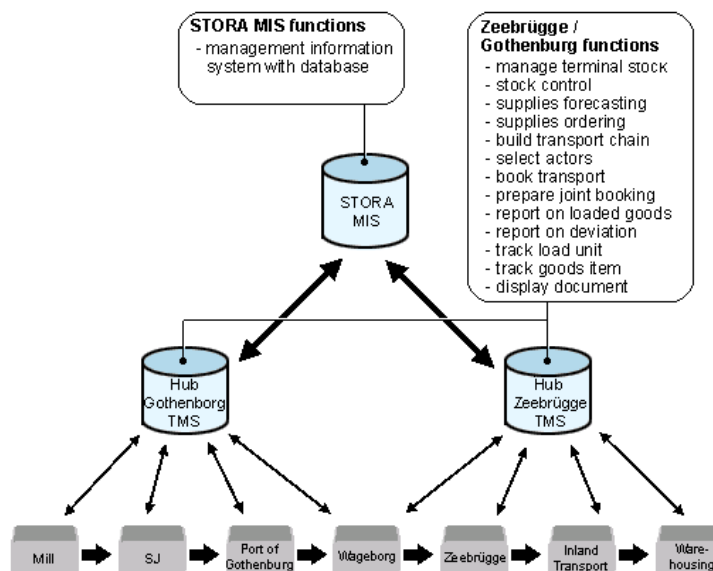 STORA MIS functions
- management information
system with database
Zeebrügge /
Gothenburg functions
- manage terminal stock
- stock control
- supplies forecasting
- supplies ordering
- build transport chain
- select actors
- book transport
- prepare joint booking
- report on loaded goods
- report on deviation
- track load unit
- track goods item
- display document
STORA
MIS
Hub
Gothenborg
TMS
Hub
Zeebrügge
TMS
Mill
SJ
Port of
Gothenburg
Wageborg
Zeebrügge
Inland
Transport
Ware-
housing